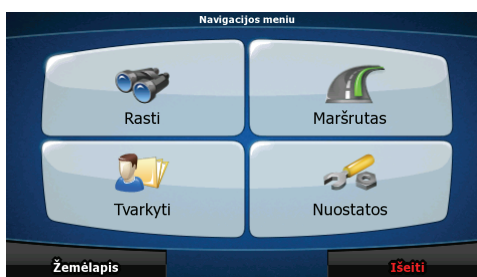 Navigacijos meniu
Rasti
Maršrutas
Tvarkyti
Nuostatos
Žemėlapis
Išeiti